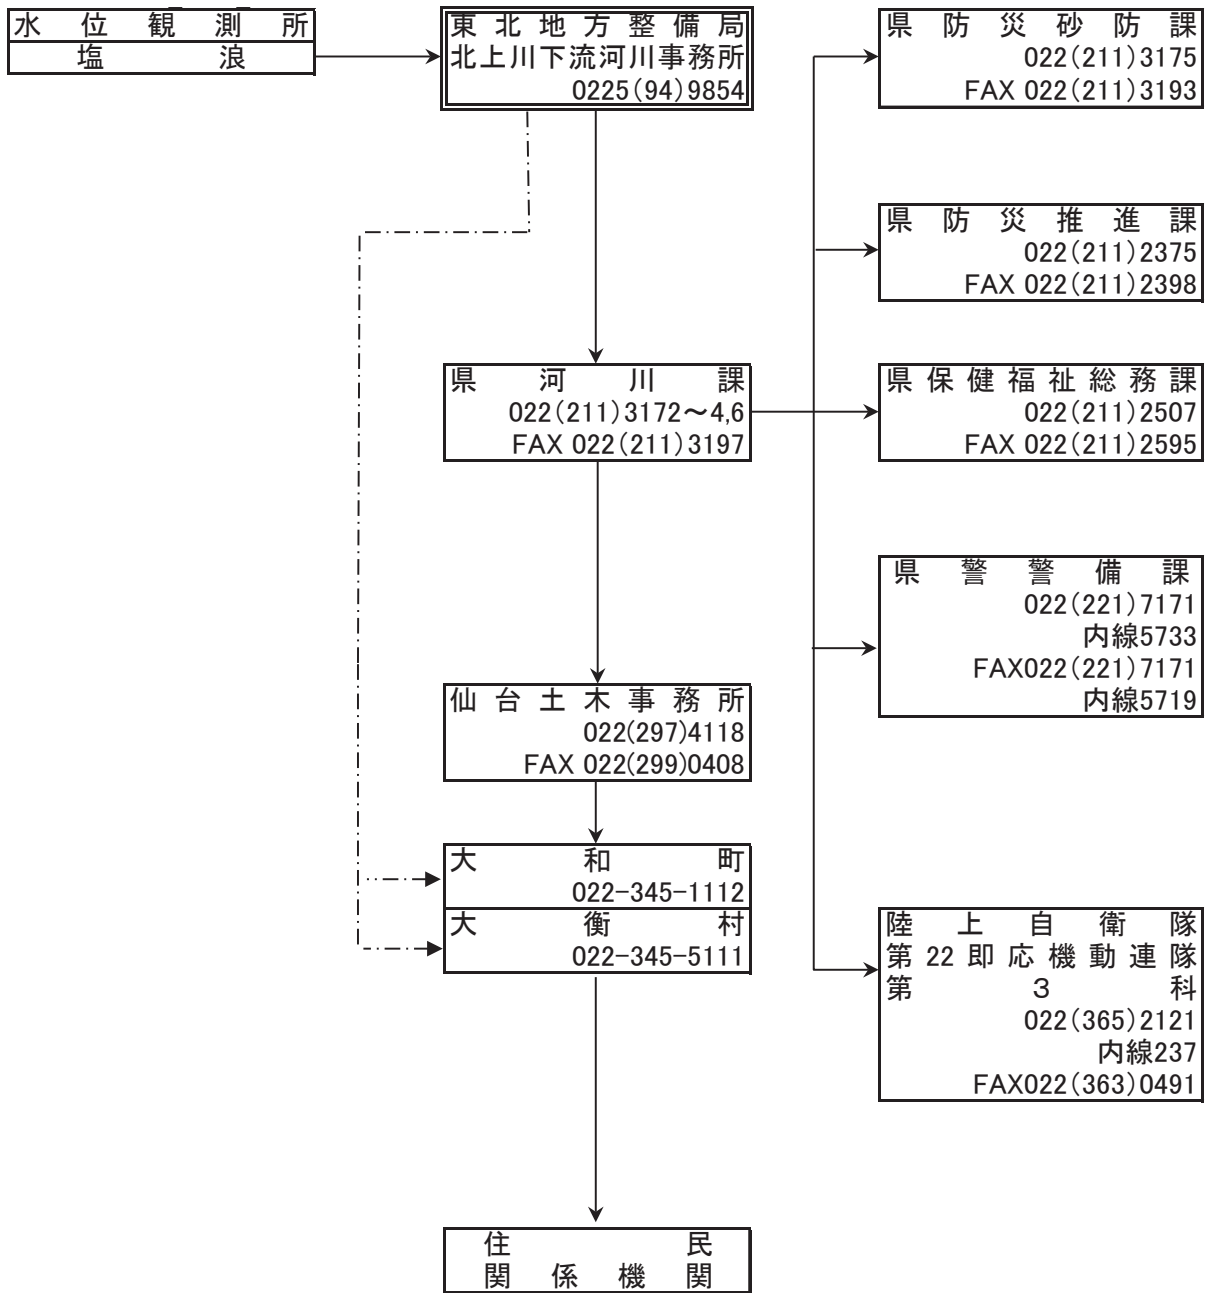 水位観測所
塩浪
東北地方整備局
北上川下流河川事務所
0225(94)9854
県河川課
022(211)3172～4,6
FAX 022(211)3197
仙台土木事務所
022(297)4118
FAX 022(299)0408
大和町
022-345-1112
大衡村
022-345-5111
住民
関係機関
県防災砂防課
022(211)3175
FAX 022(211)3193
県防災推進課
022(211)2375
FAX 022(211)2398
県保健福祉総務課
022(211)2507
FAX 022(211)2595
県警警備課
022(221)7171
内線5733
FAX022(221)7171
内線5719
陸上自衛隊
第22即応機動連隊
第３科
022(365)2121
内線237
FAX022(363)0491